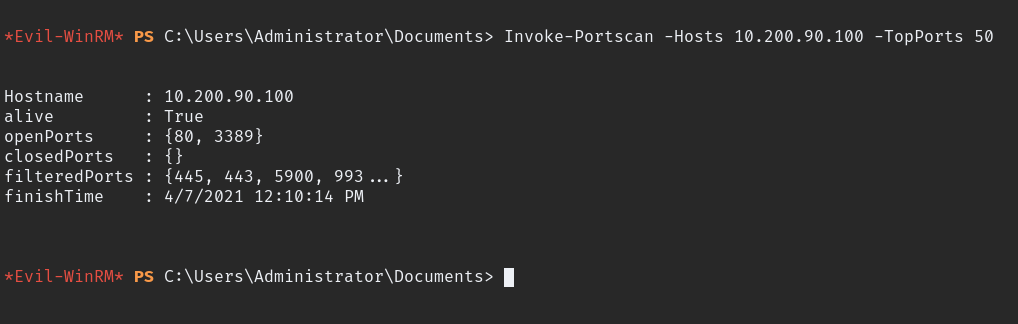 *Evil-WinRM* PS C:\Users\Administrator\Documents> Invoke-Portscan -Hosts 10.200.90.100 -TopPorts 50
Hostname      : 10.200.90.100
alive         : True
openPorts     : {80, 3389}
closedPorts   : {}
filteredPorts : {445, 443, 5900, 993...}
finishTime    : 4/7/2021 12:10:14 PM
*Evil-WinRM* PS C:\Users\Administrator\Documents>